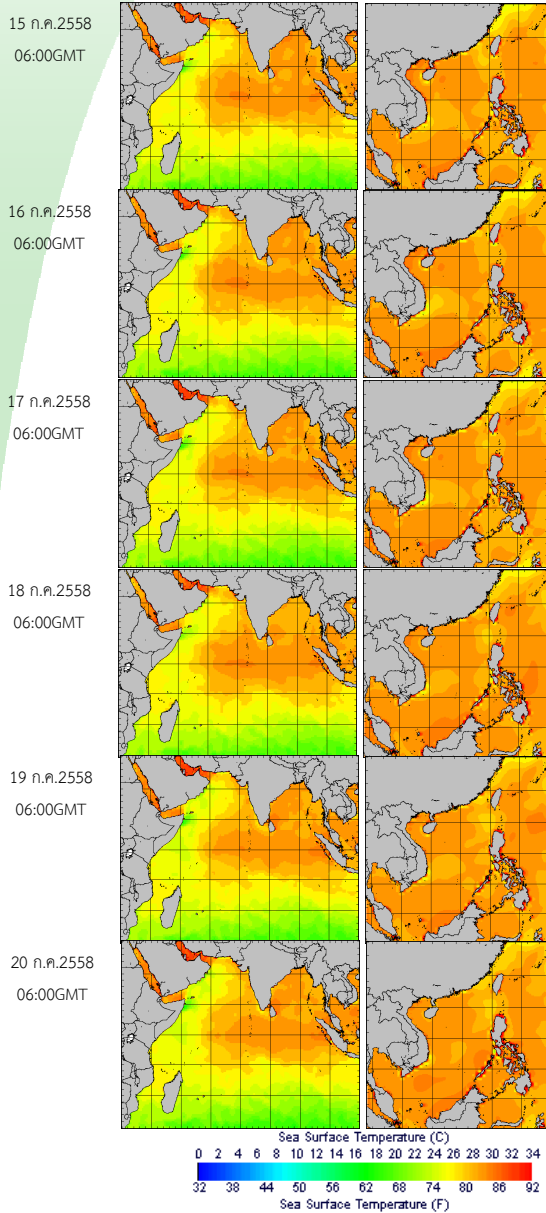 15 ก.ค.2558
06:00GMT
16 ก.ค.2558
06:00GMT
17 ก.ค.2558
06:00GMT
18 ก.ค.2558
06:00GMT
19 ก.ค.2558
06:00GMT
20 ก.ค.2558
06:00GMT
Sea Surface Temperature (C)
0 2 4 6 8 10 12 14 16 18 20 22 24 26 28 30 32 34
32 38 44 50 56 62 68 74 80 86 92
Sea Surface Temperature (F)